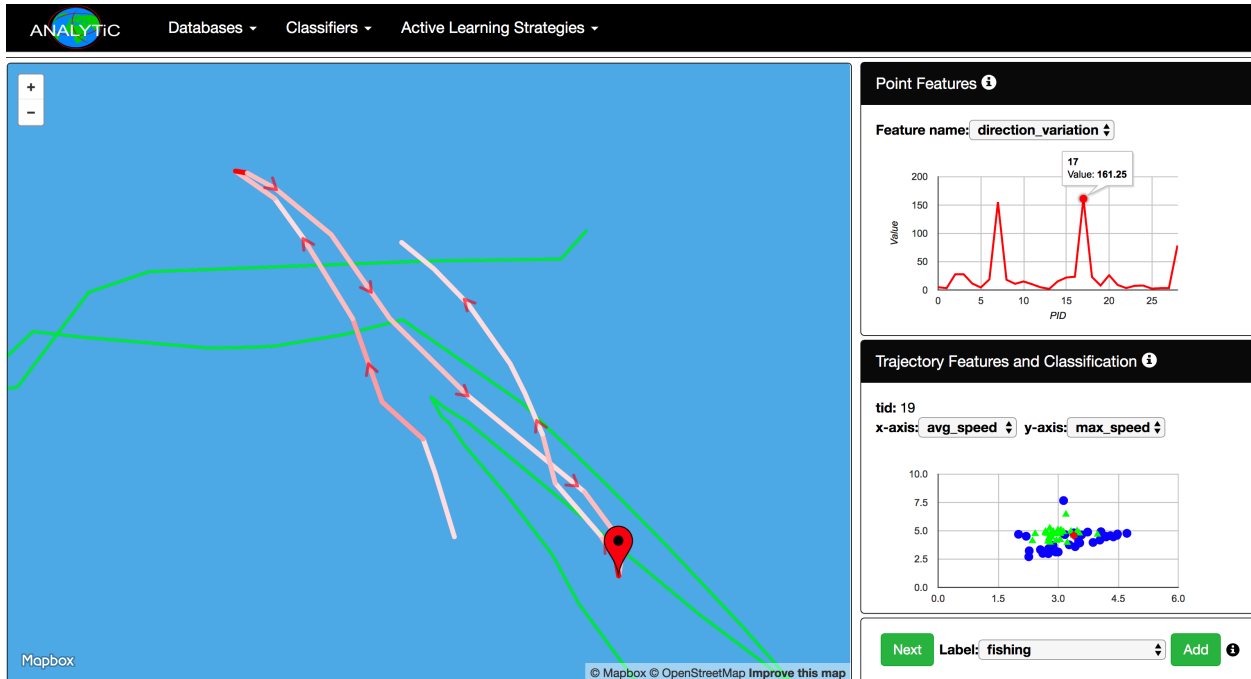 ANALYTiC Databases Classifiers Active Learning Strategies
+
−
Point Features
Feature name: direction_variation
17
Value: 161.25
200
150
100
50
0
Value
0 5 10 15 20 25
PID
Trajectory Features and Classification
tid: 19
x-axis: avg_speed y-axis: max_speed
10.0
7.5
5.0
2.5
0.0
0.0 1.5 3.0 4.5 6.0
Next Label: fishing Add
Mapbox
© Mapbox © OpenStreetMap Improve this map